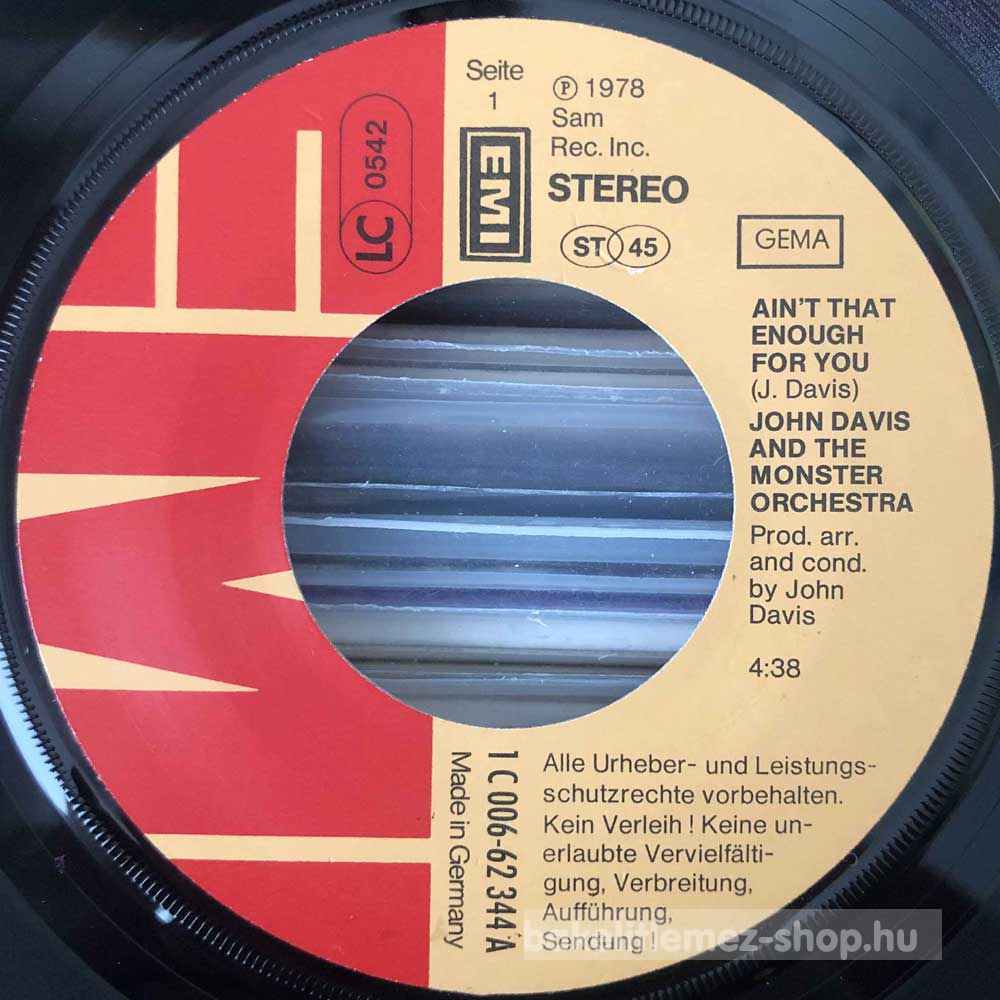 Seite
1
℗ 1978
Sam
Rec. Inc.
STEREO
ST 45
EMI
LC 0542
GEMA
AIN'T THAT
ENOUGH
FOR YOU
(J. Davis)
JOHN DAVIS
AND THE
MONSTER
ORCHESTRA
Prod. arr.
and cond.
by John
Davis
4:38
1 C 006-62 344 A
Made in Germany
Alle Urheber- und Leistungs-
schutzrechte vorbehalten.
Kein Verleih ! Keine un-
erlaubte Vervielfälti-
gung, Verbreitung,
Aufführung,
Sendung !
bakelitlemez-shop.hu